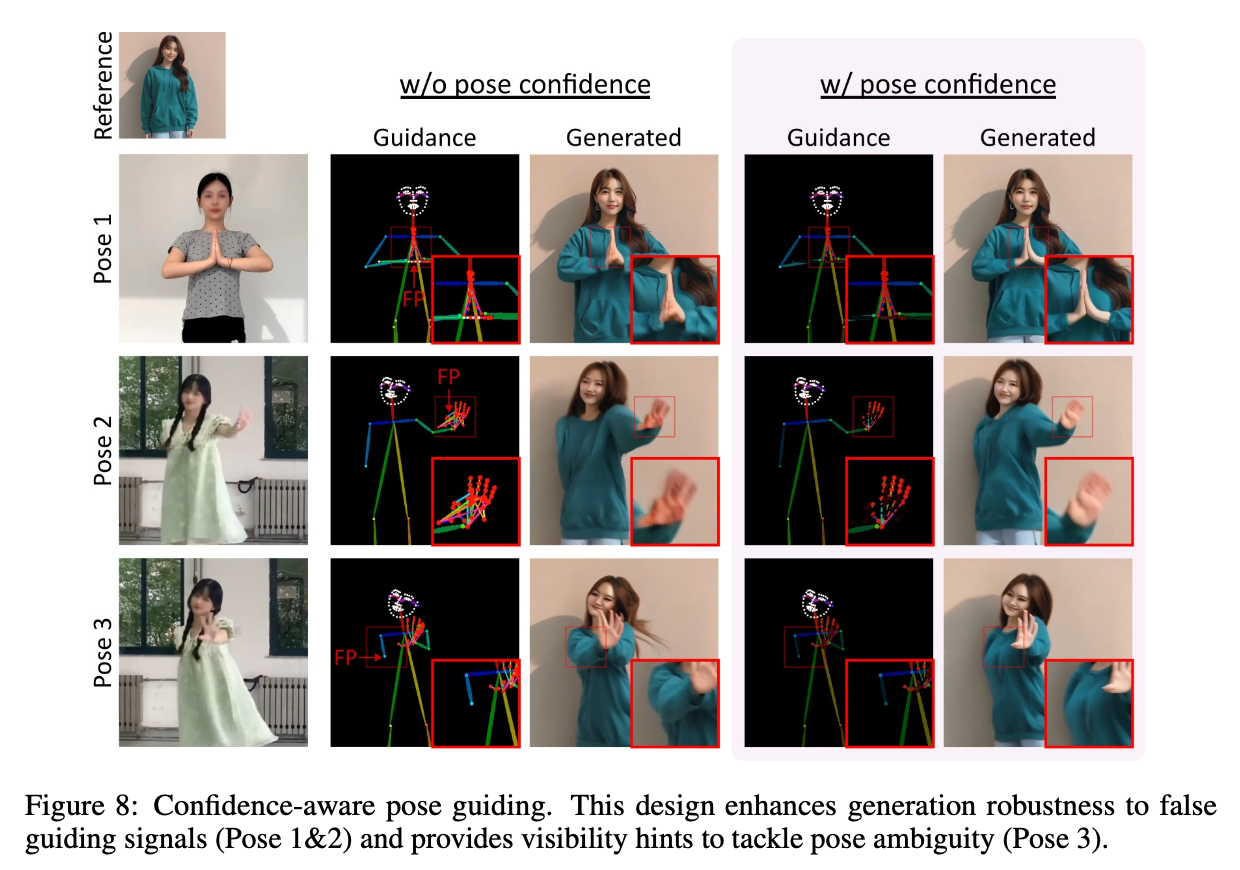 Reference
w/o pose confidence
w/ pose confidence
Guidance
Generated
Guidance
Generated
Pose 1
FP
Pose 2
FP
Pose 3
FP
Figure 8: Confidence-aware pose guiding. This design enhances generation robustness to false
guiding signals (Pose 1&2) and provides visibility hints to tackle pose ambiguity (Pose 3).